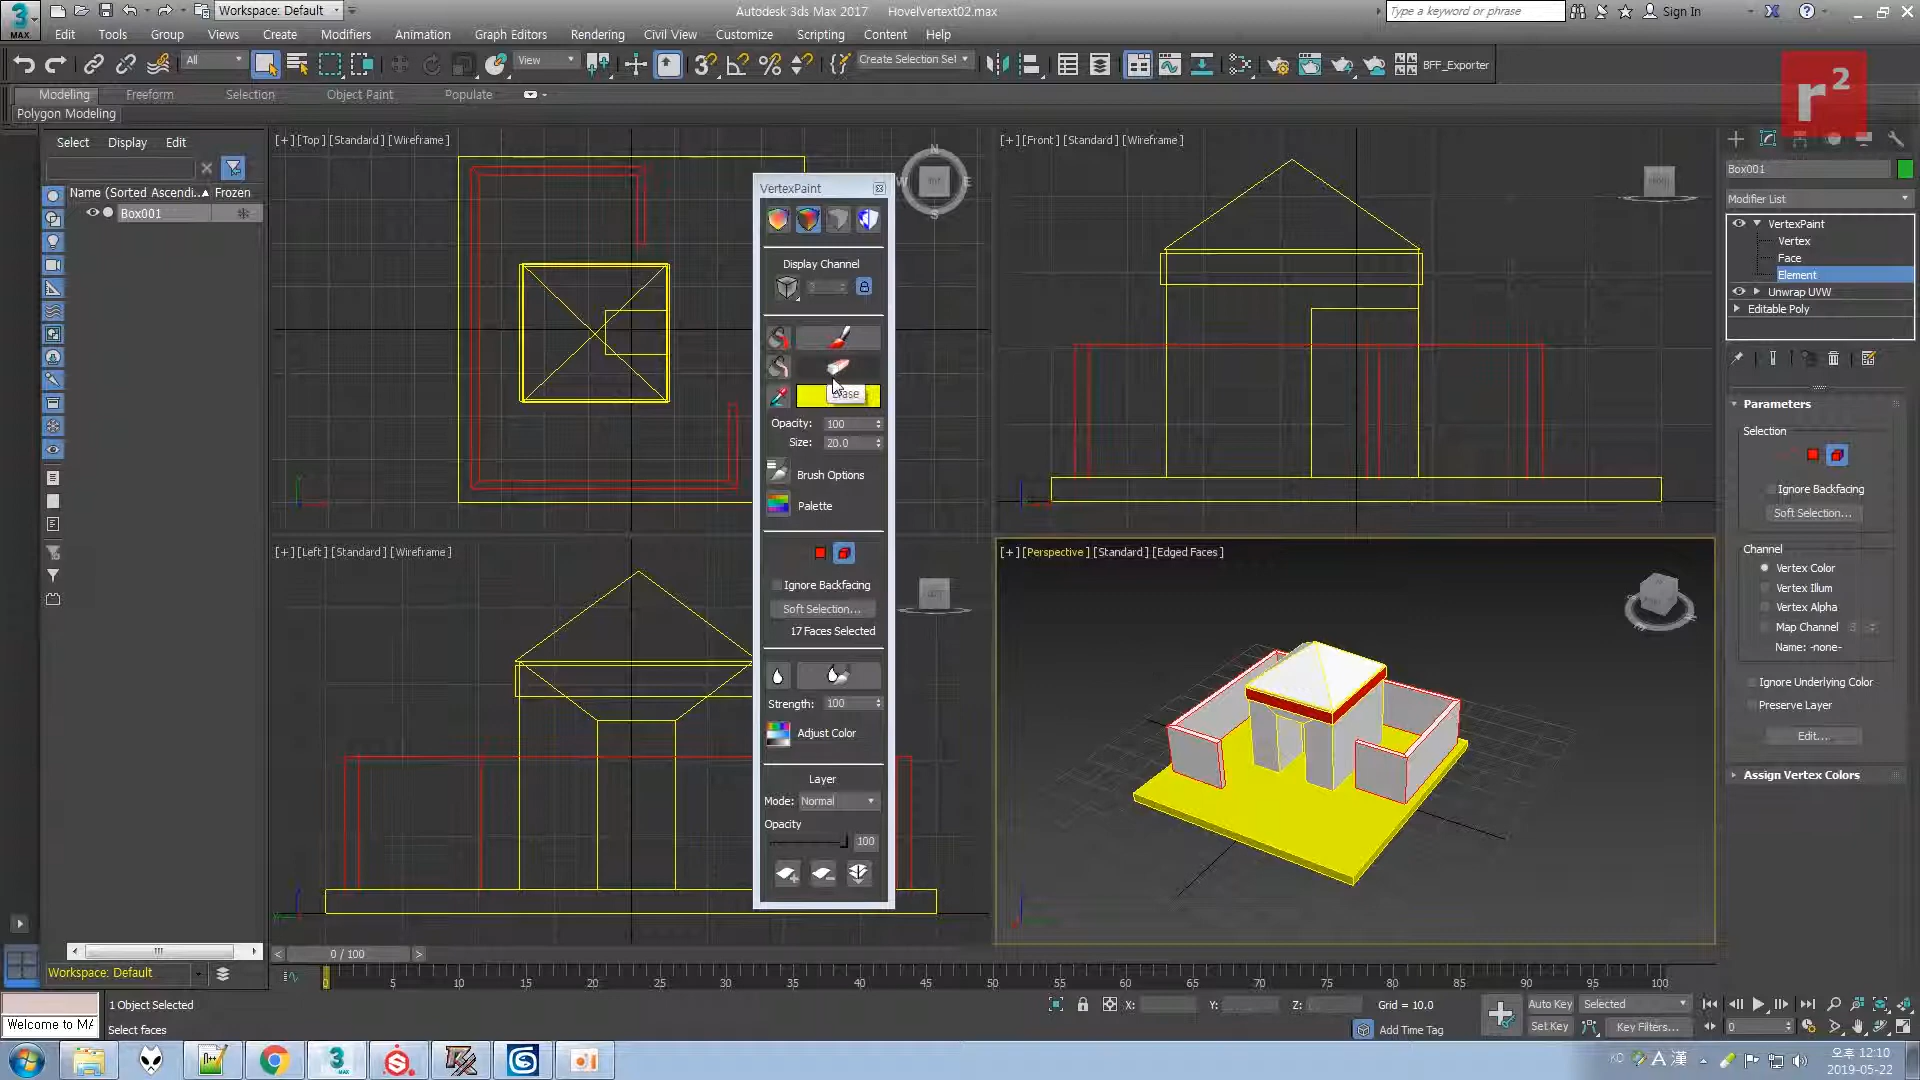 Workspace: Default
Autodesk 3ds Max 2017    HovelVertext02.max
Type a keyword or phrase
Sign In
MAX
Edit Tools Group Views Create Modifiers Animation Graph Editors Rendering Civil View Customize Scripting Content Help
All
View
Create Selection Sel
BFF_Exporter
r2
Modeling Freeform Selection Object Paint Populate
Polygon Modeling
Select Display Edit
Name (Sorted Ascendi... Frozen
Box001
[+] [Top] [Standard] [Wireframe]
N
W
E
S
[+] [Front] [Standard] [Wireframe]
[+] [Left] [Standard] [Wireframe]
[+] [Perspective] [Standard] [Edged Faces]
VertexPaint
Display Channel
Erase
Opacity: 100
Size: 20.0
Brush Options
Palette
Ignore Backfacing
Soft Selection...
17 Faces Selected
Strength: 100
Adjust Color
Layer
Mode: Normal
Opacity
100
Box001
Modifier List
VertexPaint
Vertex
Face
Element
Unwrap UVW
Editable Poly
Parameters
Selection
Ignore Backfacing
Soft Selection...
Channel
Vertex Color
Vertex Illum
Vertex Alpha
Map Channel 3
Name: -none-
Ignore Underlying Color
Preserve Layer
Edit...
Assign Vertex Colors
0 / 100
Workspace: Default
0 5 10 15 20 25 30 35 40 45 50 55 60 65 70 75 80 85 90 95 100
1 Object Selected
Welcome to MA
Select faces
X: Y: Z: Grid = 10.0
Add Time Tag
Auto Key Selected
Set Key Key Filters...
0
오후 12:10
2019-05-22
A 漢